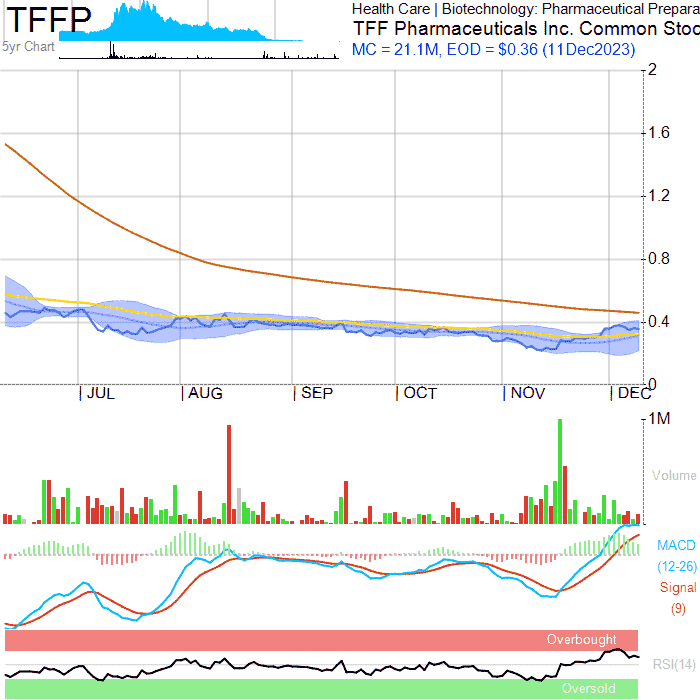 TFFP
5yr Chart
Health Care | Biotechnology: Pharmaceutical Prepara
TFF Pharmaceuticals Inc. Common Stoc
MC = 21.1M, EOD = $0.36 (11Dec2023)
2
1.6
1.2
0.8
0.4
0
JUL AUG SEP OCT NOV DEC
1M
Volume
MACD
(12-26)
Signal
(9)
Overbought
RSI(14)
Oversold